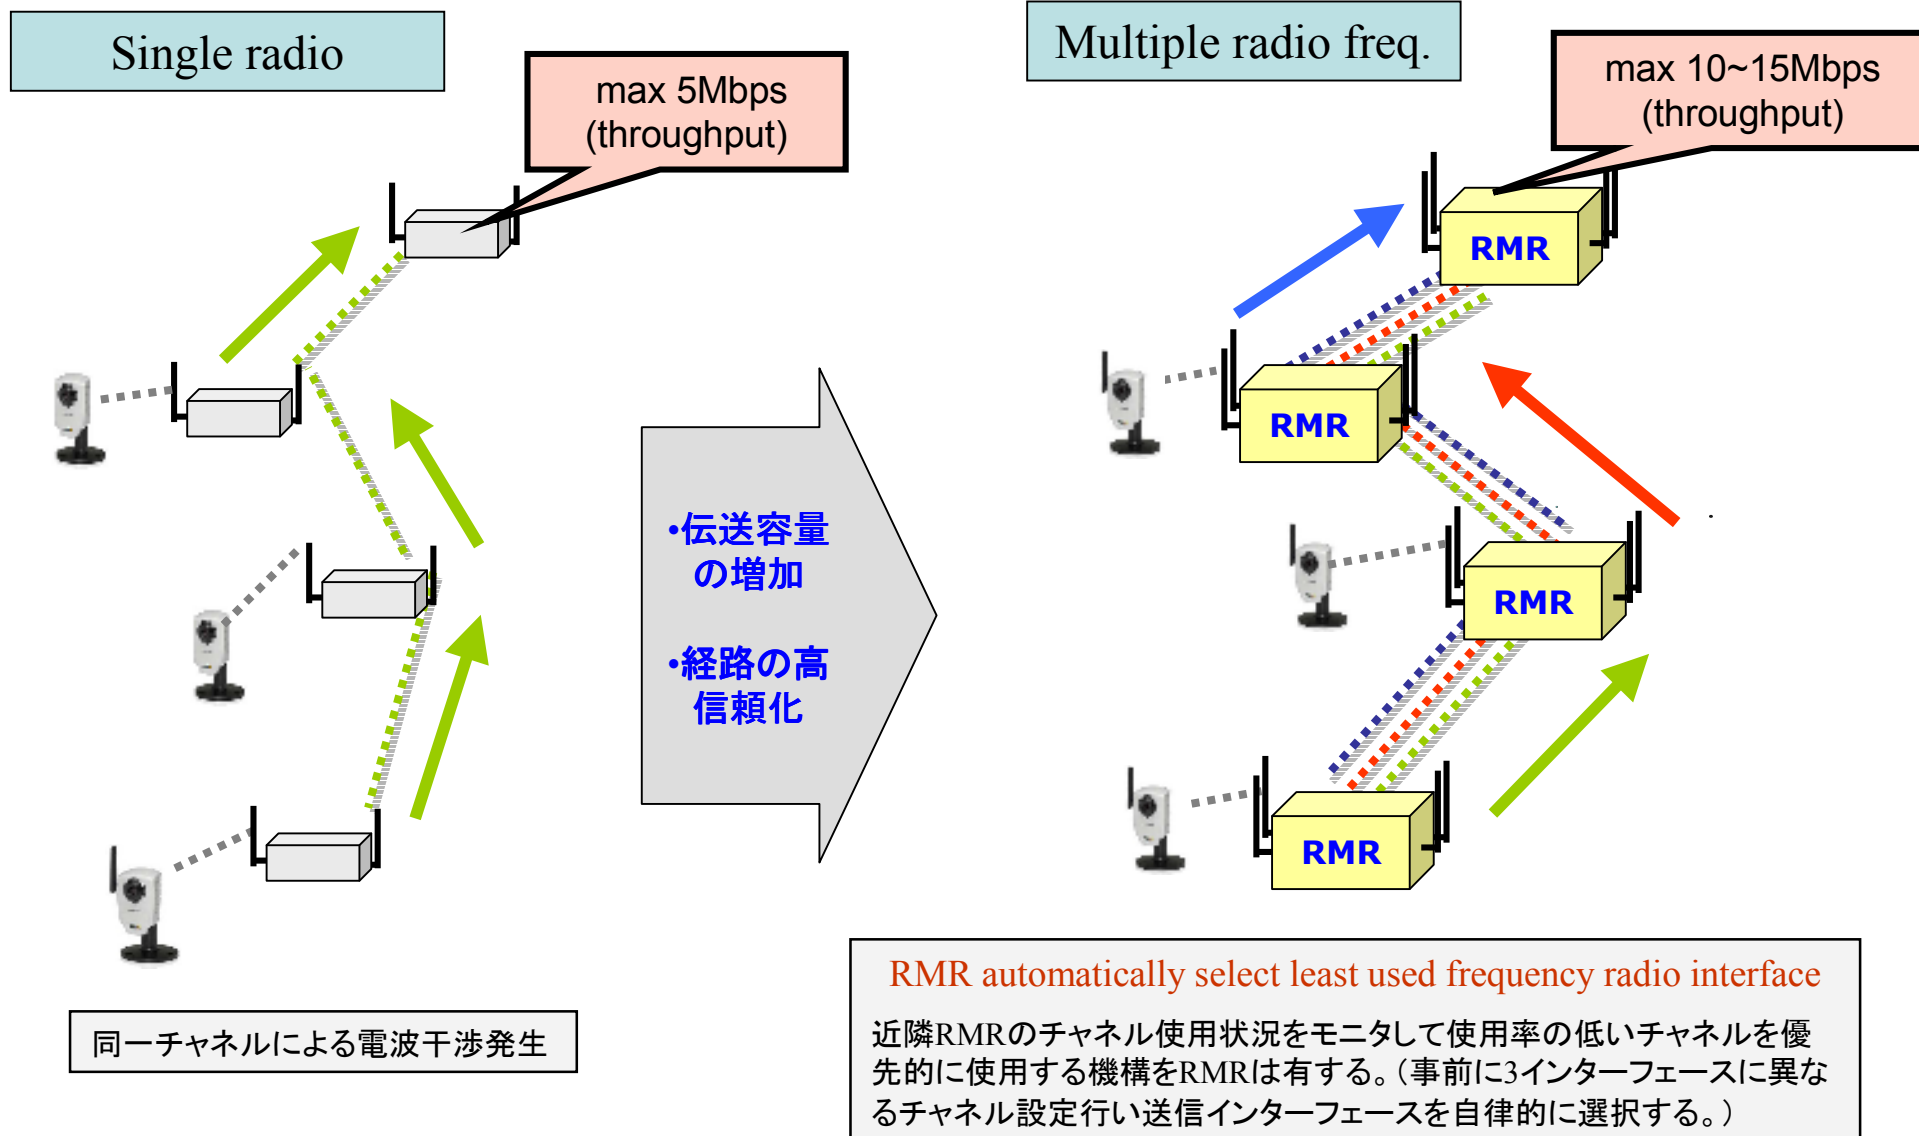 Single radio
max 5Mbps
(throughput)
Multiple radio freq.
max 10~15Mbps
(throughput)
RMR
RMR
RMR
RMR
•伝送容量
の増加
•経路の高
信頼化
同一チャネルによる電波干渉発生
RMR automatically select least used frequency radio interface
近隣RMRのチャネル使用状況をモニタして使用率の低いチャネルを優
先的に使用する機構をRMRは有する。（事前に3インターフェースに異な
るチャネル設定行い送信インターフェースを自律的に選択する。）